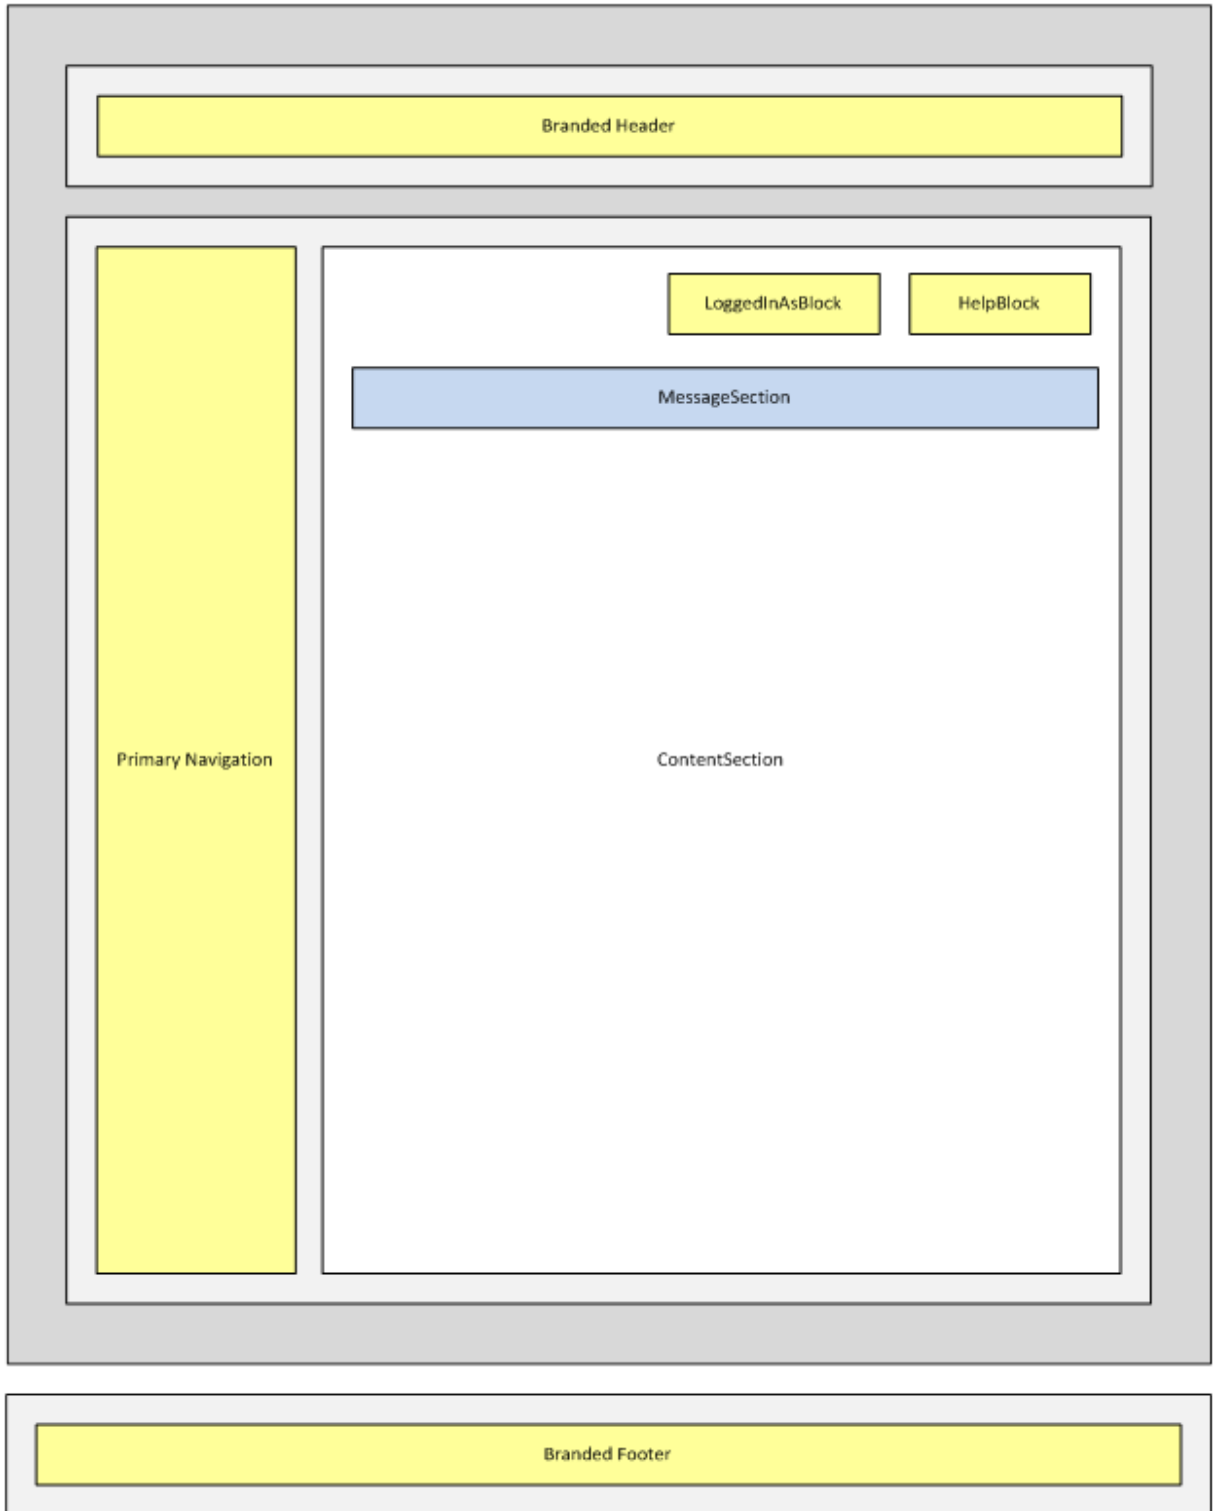 Branded Header
LoggedInAsBlock
HelpBlock
MessageSection
Primary Navigation
ContentSection
Branded Footer